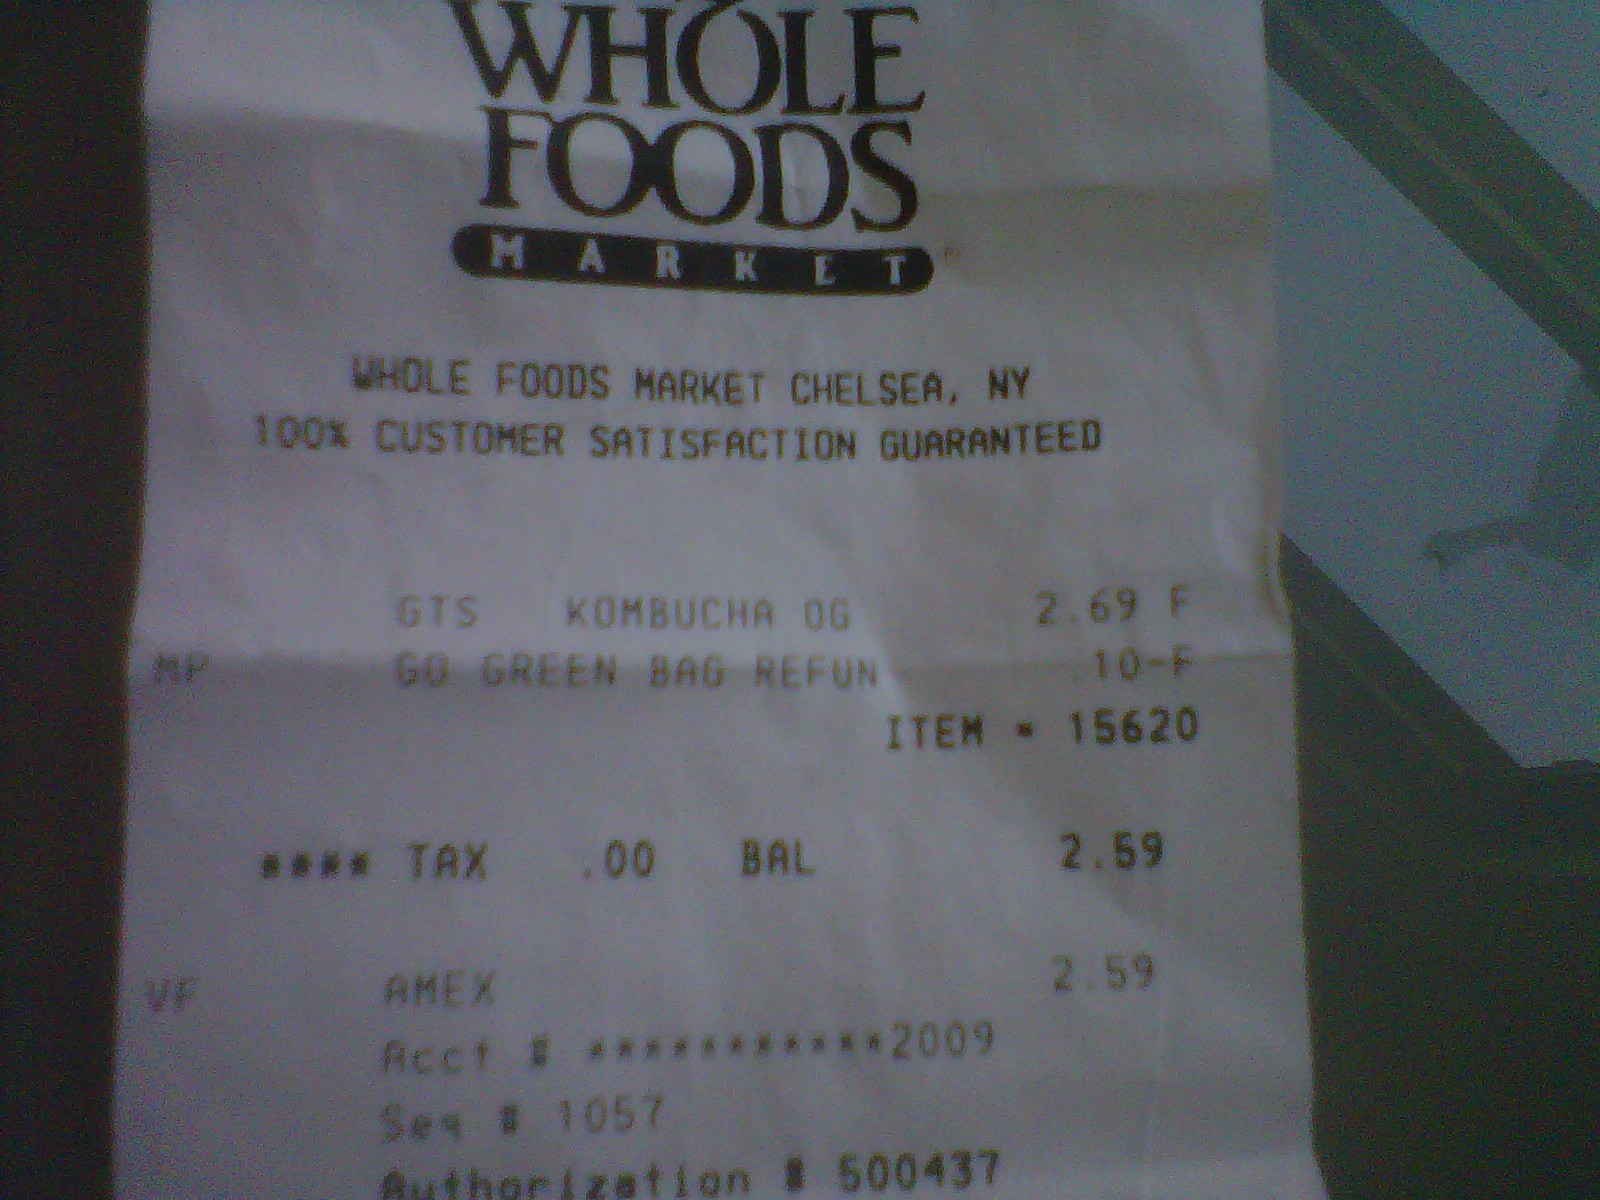 WHOLE
FOODS
MARKET
WHOLE FOODS MARKET CHELSEA, NY
100% CUSTOMER SATISFACTION GUARANTEED
GTS KOMBUCHA OG 2.69 F
MP GO GREEN BAG REFUN .10-F
ITEM = 15620
**** TAX .00 BAL 2.59
VF AMEX 2.59
Acct # ***********2009
Seq # 1057
Authorization # 500437